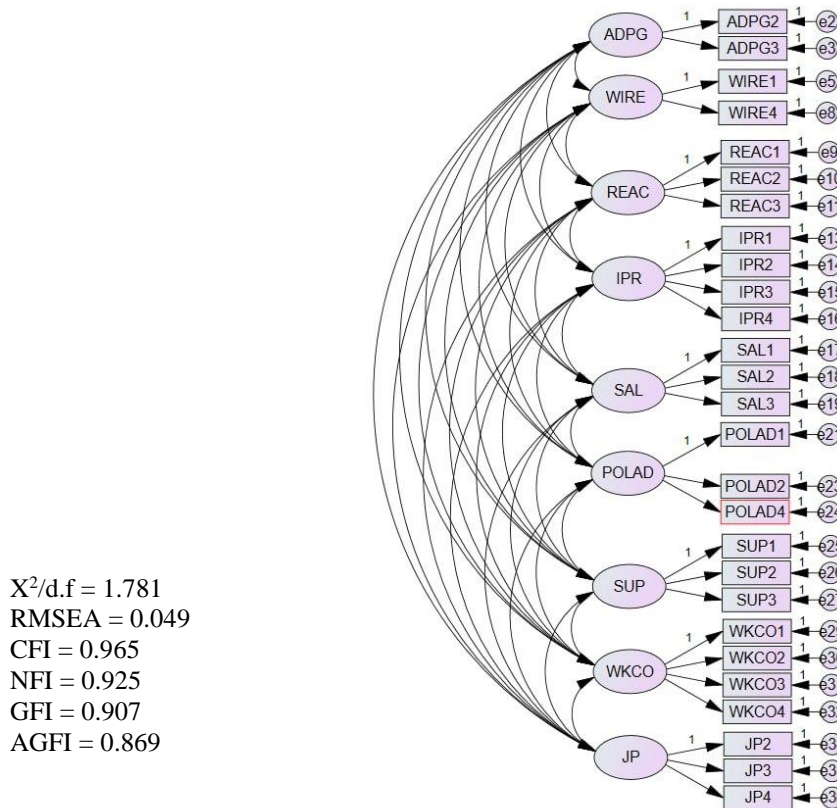 ADPG
1
ADPG2
1
e2
ADPG3
1
e3
WIRE
1
WIRE1
1
e5
WIRE4
1
e8
REAC
1
REAC1
1
e9
REAC2
1
REAC3
1
IPR
1
IPR1
1
IPR2
1
IPR3
1
IPR4
1
SAL
1
SAL1
1
SAL2
1
SAL3
1
POLAD
1
POLAD1
1
POLAD2
1
POLAD4
1
SUP
1
SUP1
1
SUP2
1
SUP3
1
WKCO
1
WKCO1
1
WKCO2
1
WKCO3
1
WKCO4
1
JP
1
JP2
1
JP3
1
JP4
1
X²/d.f = 1.781
RMSEA = 0.049
CFI = 0.965
NFI = 0.925
GFI = 0.907
AGFI = 0.869